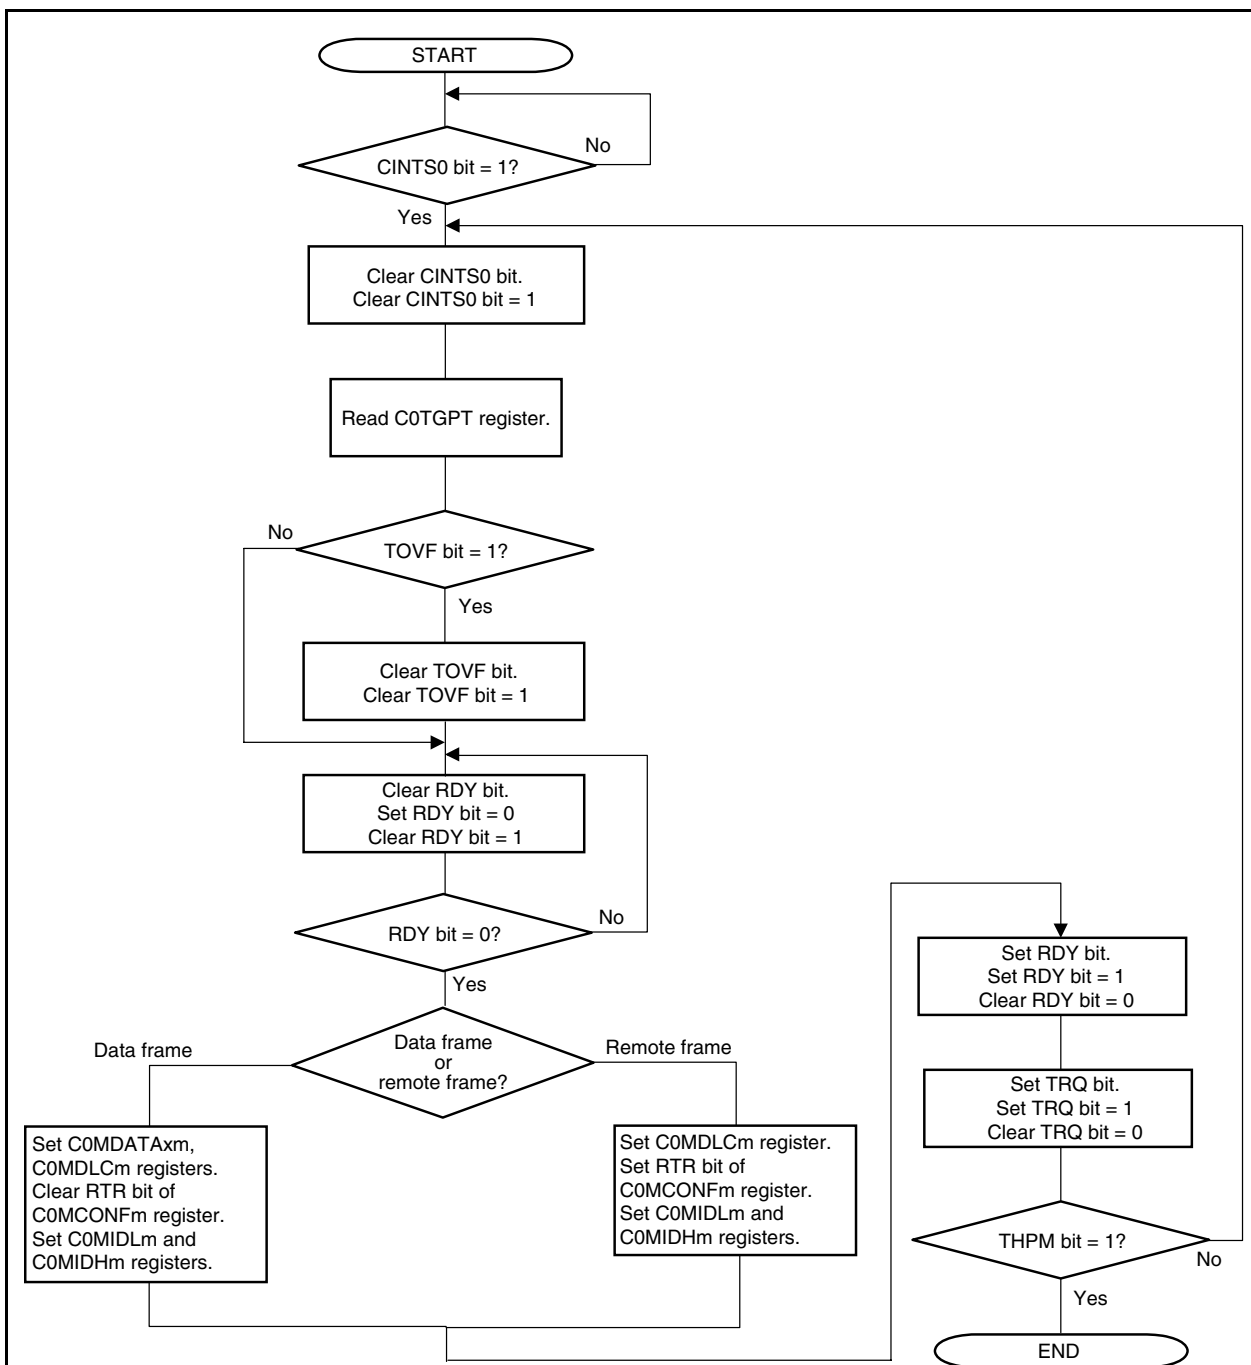 START
No
CINTS0 bit = 1?
Yes
Clear CINTS0 bit.
Clear CINTS0 bit = 1
Read C0TGPT register.
No
TOVF bit = 1?
Yes
Clear TOVF bit.
Clear TOVF bit = 1
Clear RDY bit.
Set RDY bit = 0
Clear RDY bit = 1
No
RDY bit = 0?
Yes
Data frame
Data frame
or
remote frame?
Remote frame
Set C0MDATAxm,
C0MDLCm registers.
Clear RTR bit of
C0MCONFm register.
Set C0MIDLm and
C0MIDHm registers.
Set C0MDLCm register.
Set RTR bit of
C0MCONFm register.
Set C0MIDLm and
C0MIDHm registers.
Set RDY bit.
Set RDY bit = 1
Clear RDY bit = 0
Set TRQ bit.
Set TRQ bit = 1
Clear TRQ bit = 0
THPM bit = 1?
No
Yes
END